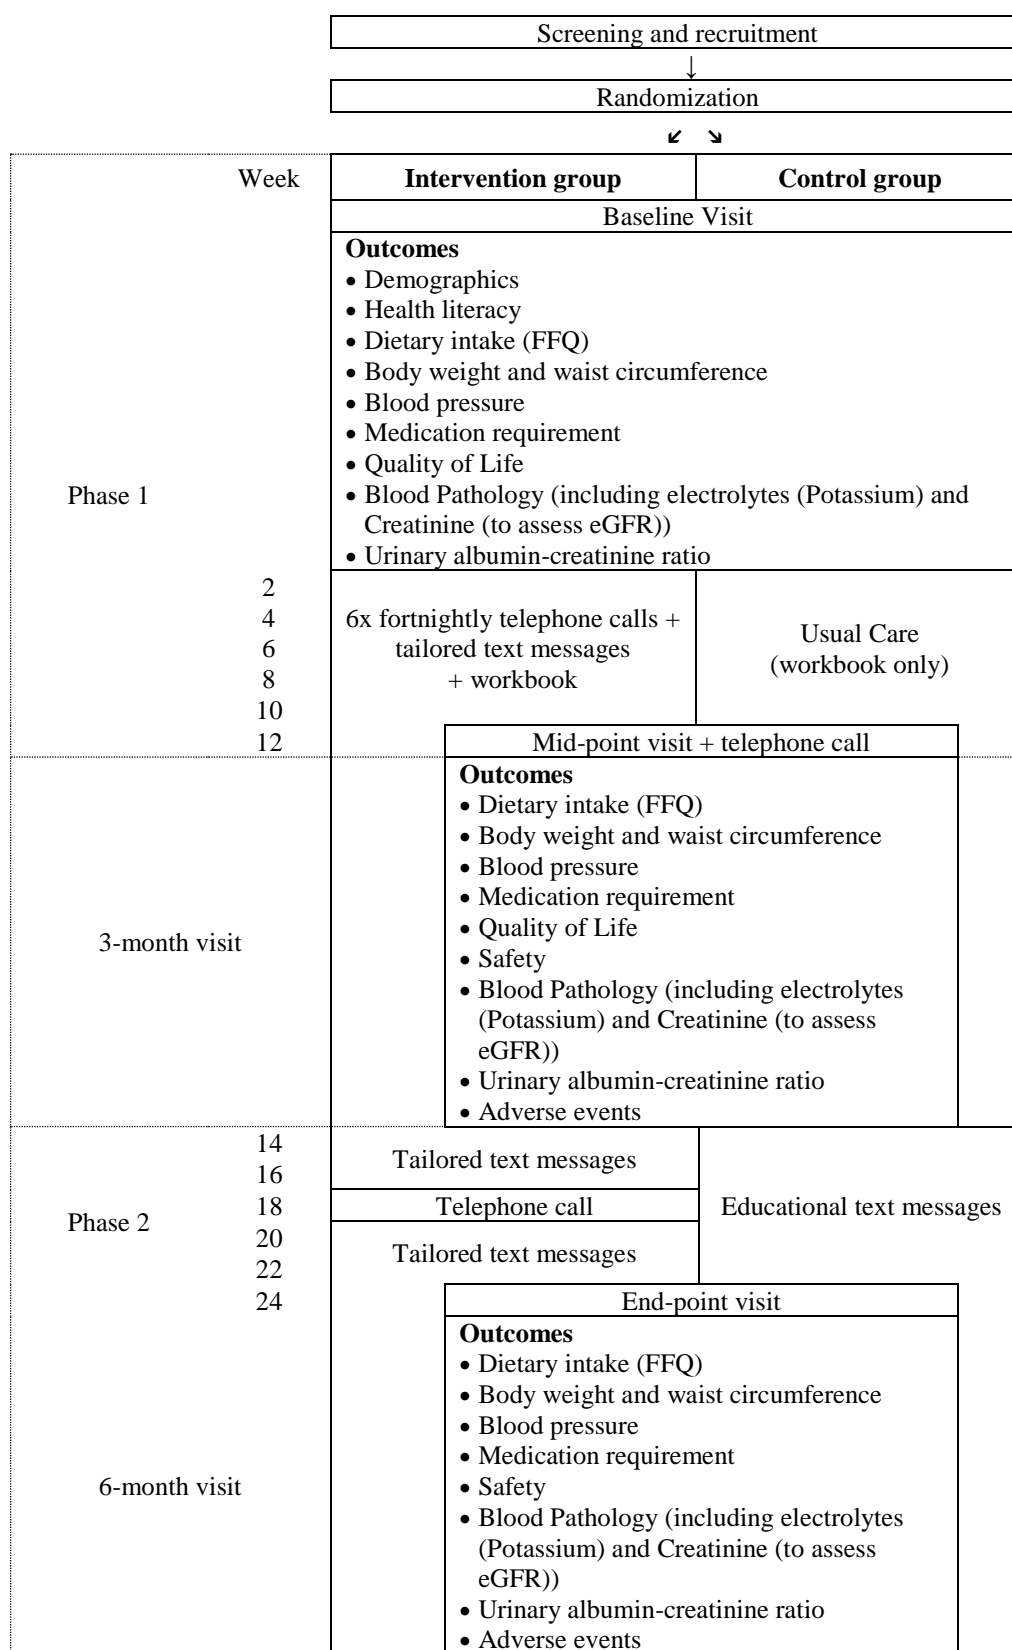 Screening and recruitment
↓
Randomization
↙ ↘
Week Intervention group Control group
Baseline Visit
Outcomes
• Demographics
• Health literacy
• Dietary intake (FFQ)
• Body weight and waist circumference
• Blood pressure
• Medication requirement
• Quality of Life
Phase 1
• Blood Pathology (including electrolytes (Potassium) and
Creatinine (to assess eGFR))
• Urinary albumin-creatinine ratio
2
4
6
8
10
12
6x fortnightly telephone calls +
tailored text messages
+ workbook
Usual Care
(workbook only)
Mid-point visit + telephone call
3-month visit
Outcomes
• Dietary intake (FFQ)
• Body weight and waist circumference
• Blood pressure
• Medication requirement
• Quality of Life
• Safety
• Blood Pathology (including electrolytes
(Potassium) and Creatinine (to assess
eGFR))
• Urinary albumin-creatinine ratio
• Adverse events
Phase 2
14
16
18
20
22
24
Tailored text messages
Telephone call
Tailored text messages
Educational text messages
End-point visit
6-month visit
Outcomes
• Dietary intake (FFQ)
• Body weight and waist circumference
• Blood pressure
• Medication requirement
• Safety
• Blood Pathology (including electrolytes
(Potassium) and Creatinine (to assess
eGFR))
• Urinary albumin-creatinine ratio
• Adverse events